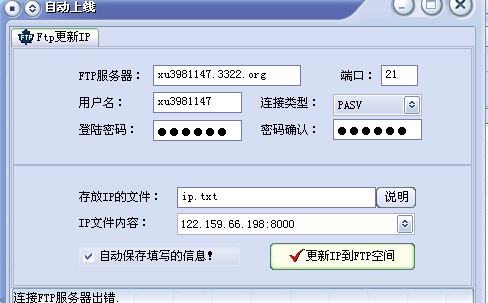 自动上线
FTP Ftp更新IP
FTP服务器： xu3981147.3322.org 端口： 21
用户名： xu3981147 连接类型： PASV
登陆密码： ●●●●●● 密码确认： ●●●●●●
存放IP的文件： ip.txt 说明
IP文件内容： 122.159.66.198:8000
自动保存填写的信息！ 更新IP到FTP空间
连接FTP服务器出错.